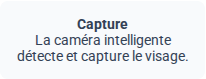 Capture
La caméra intelligente
détecte et capture le visage.